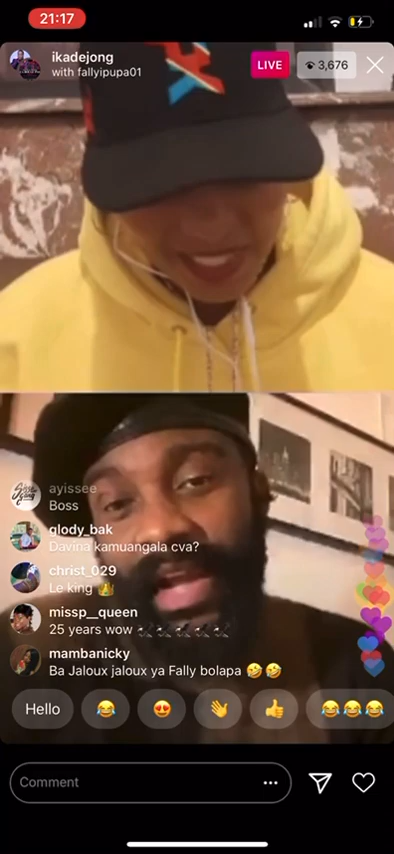 21:17
ikadejong
with fallyipupa01
LIVE
3,676
ayissee
Boss
glody_bak
Davina kamuangala cva?
christ_029
Le king 👑
missp__queen
25 years wow
mambanicky
Ba Jaloux jaloux ya Fally bolapa 🤣🤣
Hello
Comment